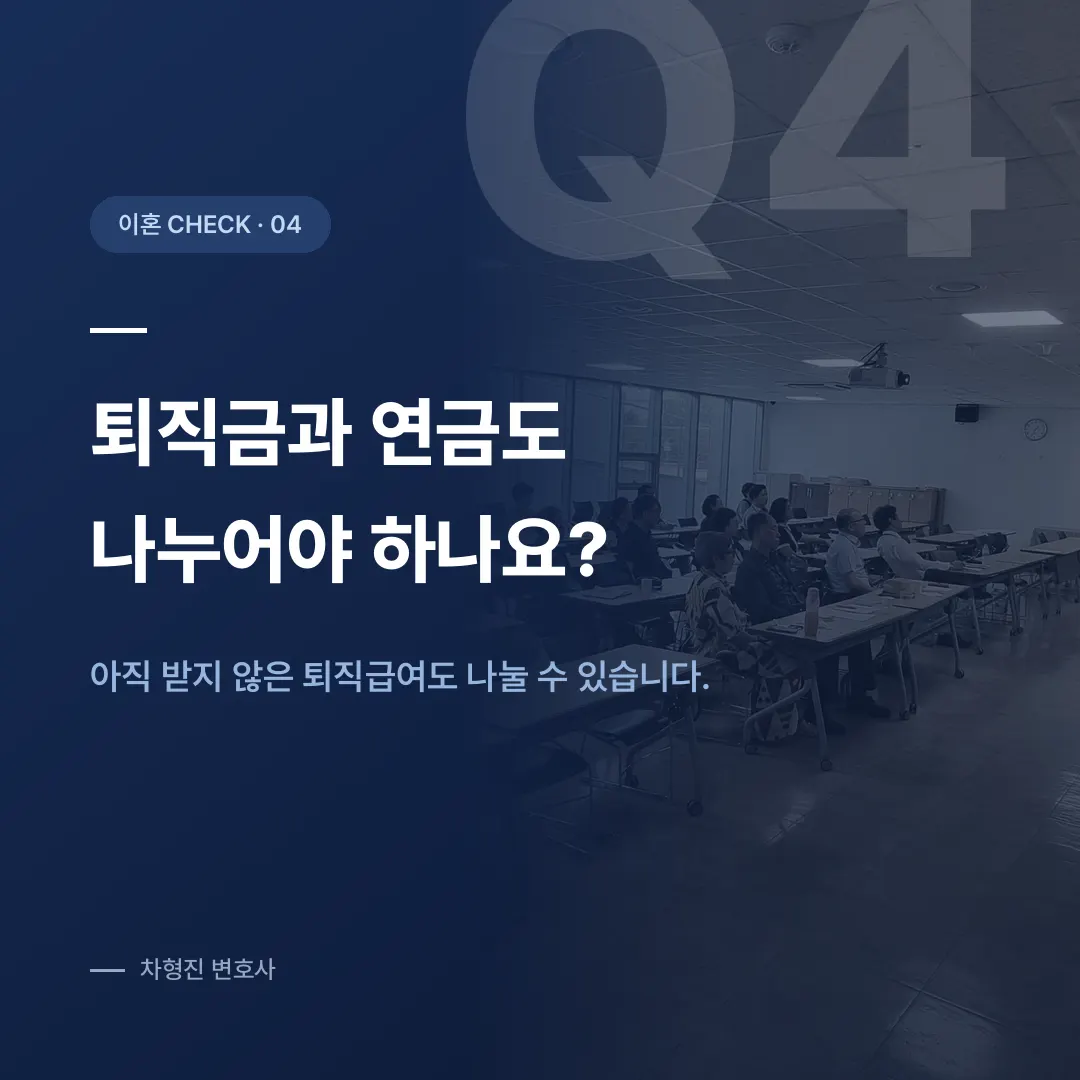 Q4
이혼 CHECK · 04
퇴직금과 연금도
나누어야 하나요?
아직 받지 않은 퇴직급여도 나눌 수 있습니다.
차형진 변호사